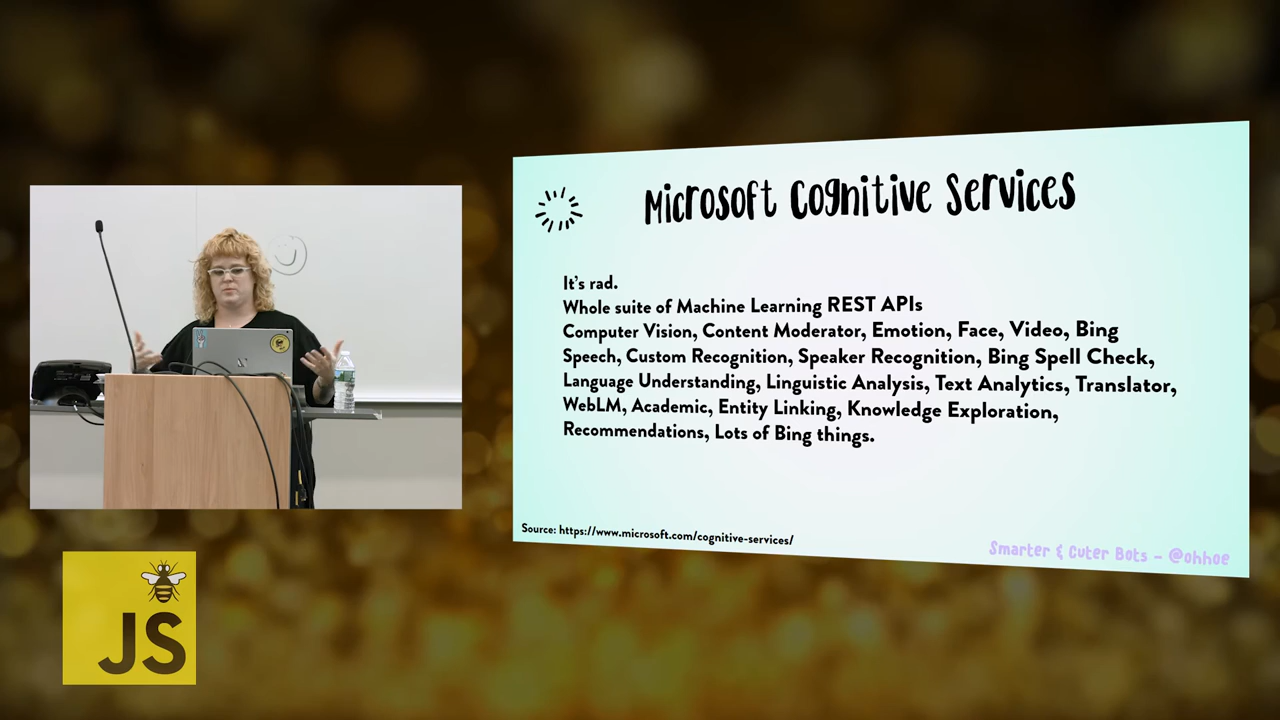 Microsoft Cognitive Services
It's rad.
Whole suite of Machine Learning REST APIs
Computer Vision, Content Moderator, Emotion, Face, Video, Bing
Speech, Custom Recognition, Speaker Recognition, Bing Spell Check,
Language Understanding, Linguistic Analysis, Text Analytics, Translator,
WebLM, Academic, Entity Linking, Knowledge Exploration,
Recommendations, Lots of Bing things.
Source: https://www.microsoft.com/cognitive-services/
Smarter & Cuter Bots - @ohhoe
JS